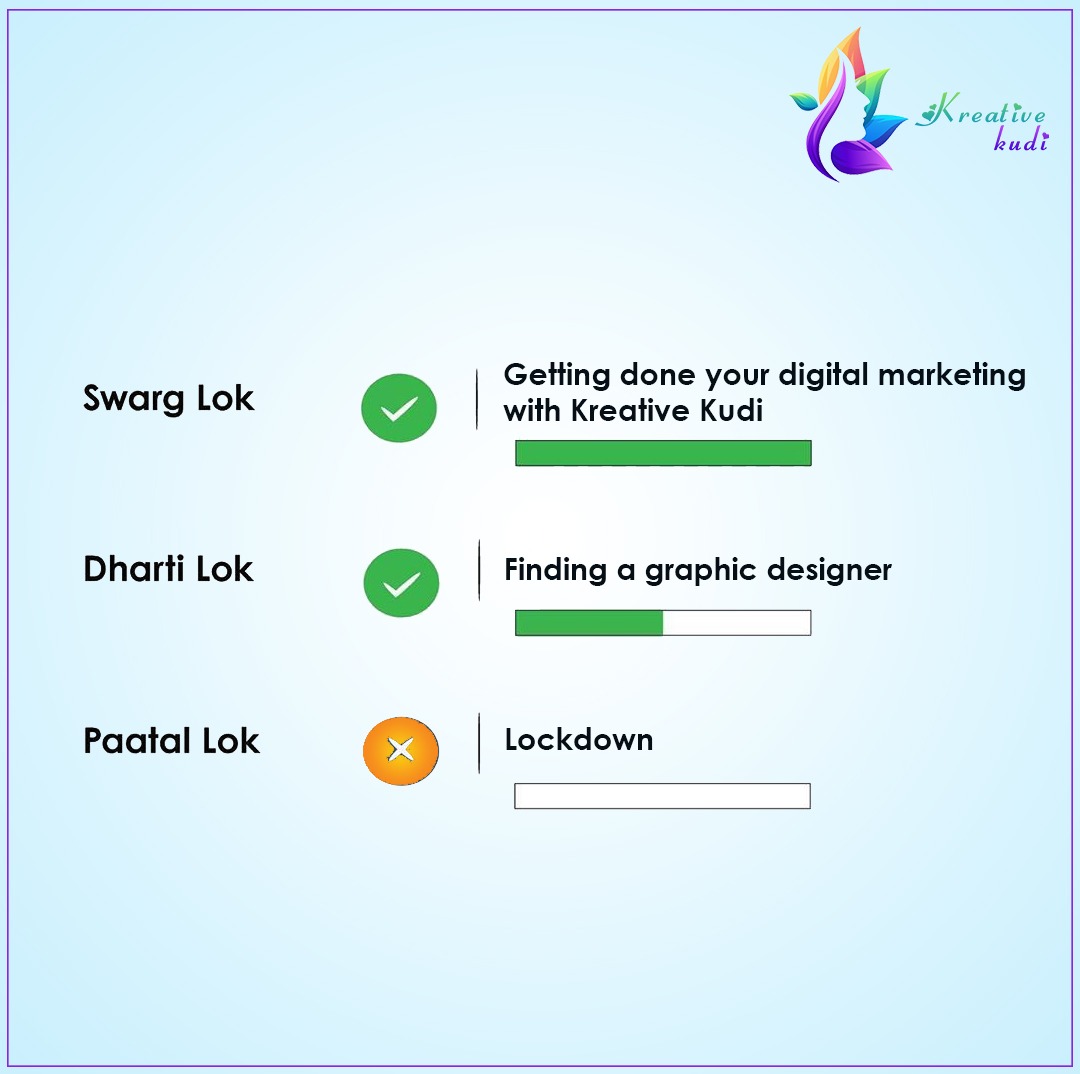 Kreative
kudi
Swarg Lok
Getting done your digital marketing
with Kreative Kudi
Dharti Lok
Finding a graphic designer
Paatal Lok
Lockdown